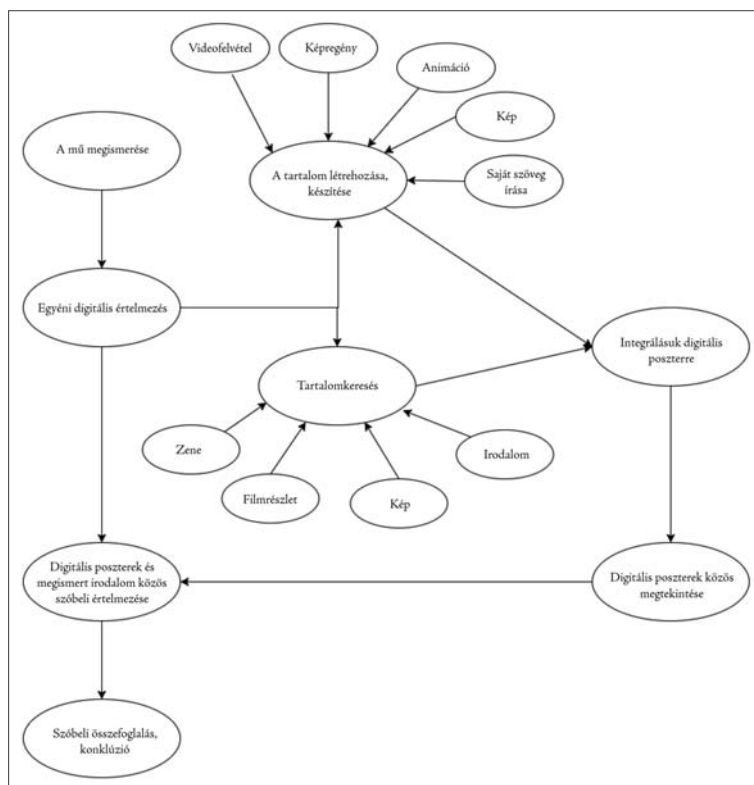 Videofelvétel
Képregény
Animáció
Kép
Saját szöveg
írása
A mű megismerése
A tartalom létrehozása,
készítése
Egyéni digitális értelmezés
Integrálásuk digitális
poszterre
Tartalomkeresés
Zene
Filmrészlet
Kép
Irodalom
Digitális poszterek és
megismert irodalom közös
szóbeli értelmezése
Digitális poszterek közös
megtekintése
Szóbeli összefoglalás,
konklúzió